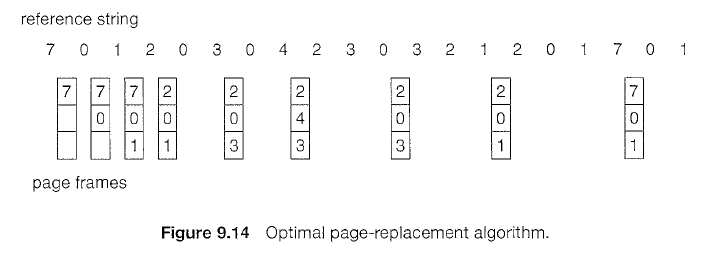 reference string
7 0 1 2 0 3 0 4 2 3 0 3 2 1 2 0 1 7 0 1
7 7 7 2 2 2 2 2 7
0 0 0 0 4 0 0 0
1 1 3 3 3 1 1
page frames
Figure 9.14 Optimal page-replacement algorithm.